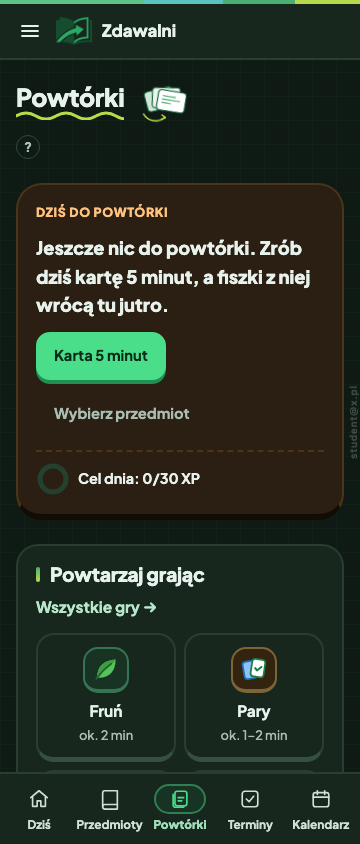 Zdawalni
Powtórki
?
DZIŚ DO POWTÓRKI
Jeszcze nic do powtórki. Zrób
dziś kartę 5 minut, a fiszki z niej
wrócą tu jutro.
Karta 5 minut
Wybierz przedmiot
Cel dnia: 0/30 XP
student@x.pl
Powtarzaj grając
Wszystkie gry →
Fruń
ok. 2 min
Pary
ok. 1–2 min
Dziś
Przedmioty
Powtórki
Terminy
Kalendarz